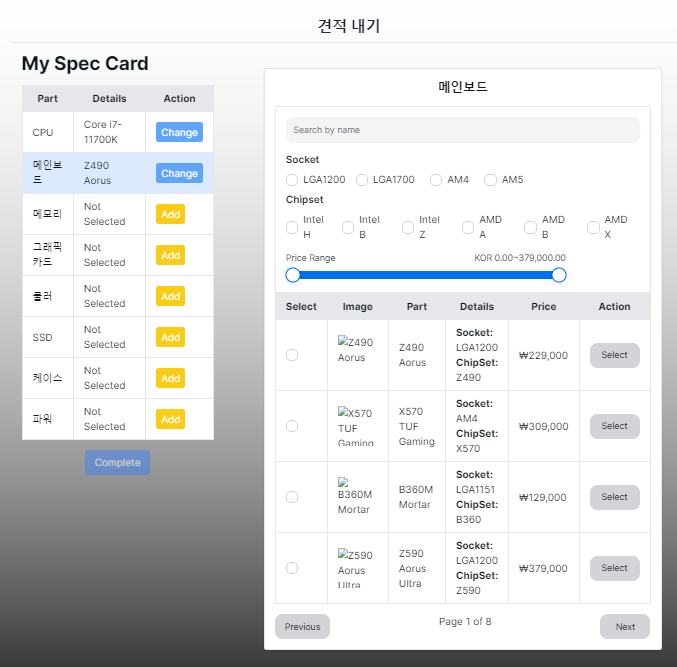 견적 내기
My Spec Card
Part Details Action
CPU
Core i7-
11700K
Change
메인보
드
Z490
Aorus
Change
메모리
Not
Selected
Add
그래픽
카드
Not
Selected
Add
쿨러
Not
Selected
Add
SSD
Not
Selected
Add
케이스
Not
Selected
Add
파워
Not
Selected
Add
Complete
메인보드
Search by name
Socket
LGA1200 LGA1700 AM4 AM5
Chipset
Intel
H
Intel
B
Intel
Z
AMD
A
AMD
B
AMD
X
Price Range KOR 0.00~379,000.00
Select Image Part Details Price Action
Z490
Aorus
Z490
Aorus
Socket:
LGA1200
ChipSet:
Z490
₩229,000
Select
X570
TUF
Gaming
X570
TUF
Gaming
Socket:
AM4
ChipSet:
X570
₩309,000
Select
B360M
Mortar
B360M
Mortar
Socket:
LGA1151
ChipSet:
B360
₩129,000
Select
Z590
Aorus
Ultra
Z590
Aorus
Ultra
Socket:
LGA1200
ChipSet:
Z590
₩379,000
Select
Previous Page 1 of 8 Next